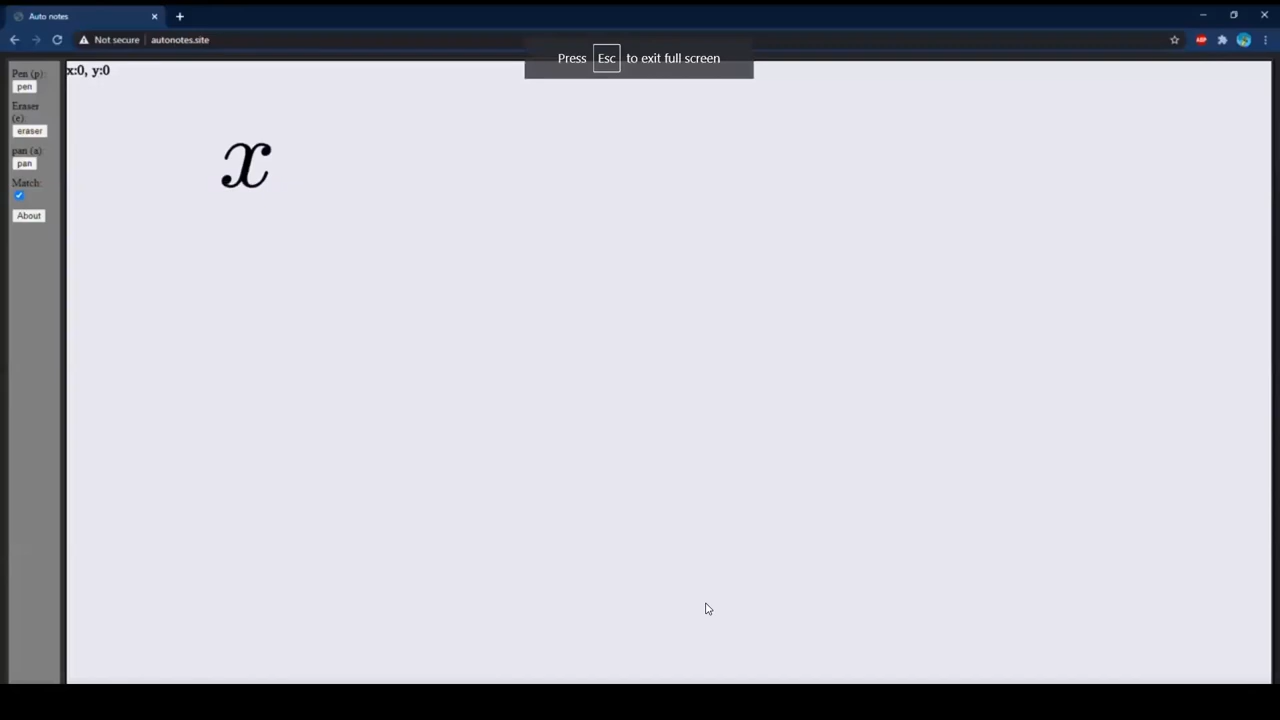 Auto notes
Not secure autonotes.site
Press Esc to exit full screen
Pen (p):
pen
Eraser
(e):
eraser
pan (a):
pan
Match:
About
x:0, y:0
x
ABP